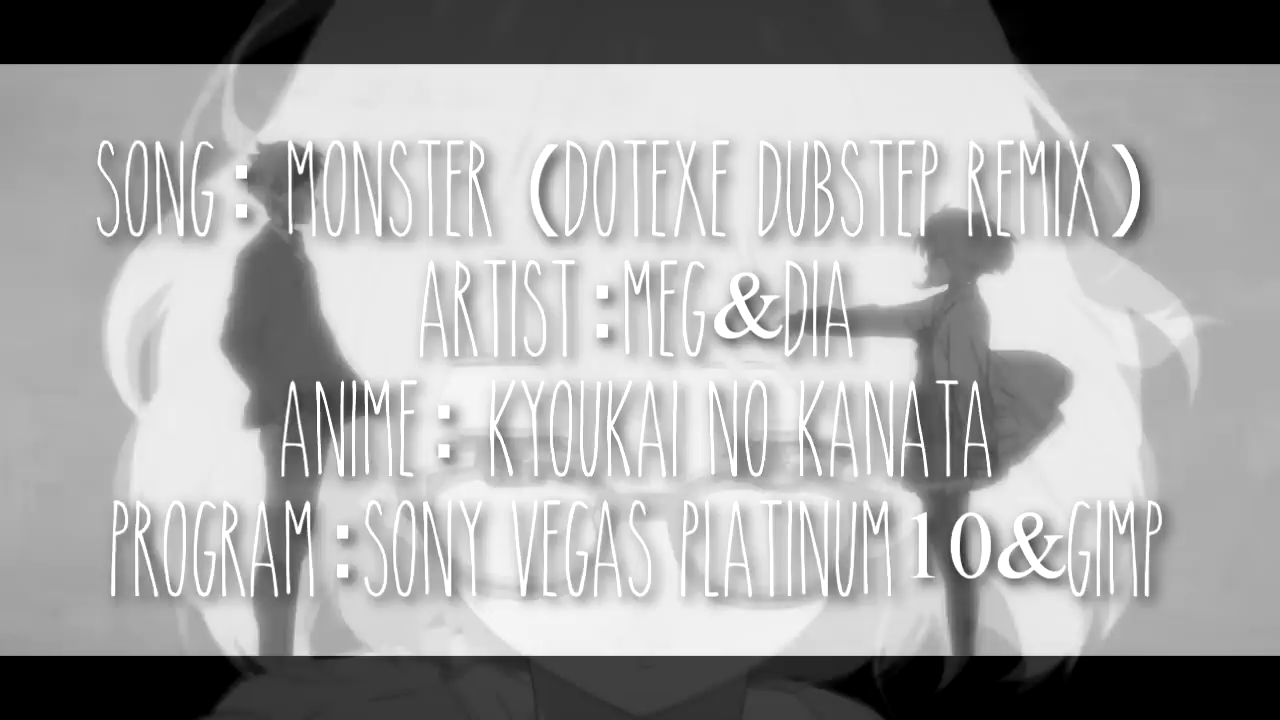 SONG: MONSTER (DOTEXE DUBSTEP REMIX)
ARTIST:MEG&DIA
ANIME: KYOUKAI NO KANATA
PROGRAM:SONY VEGAS PLATINUM 10&GIMP